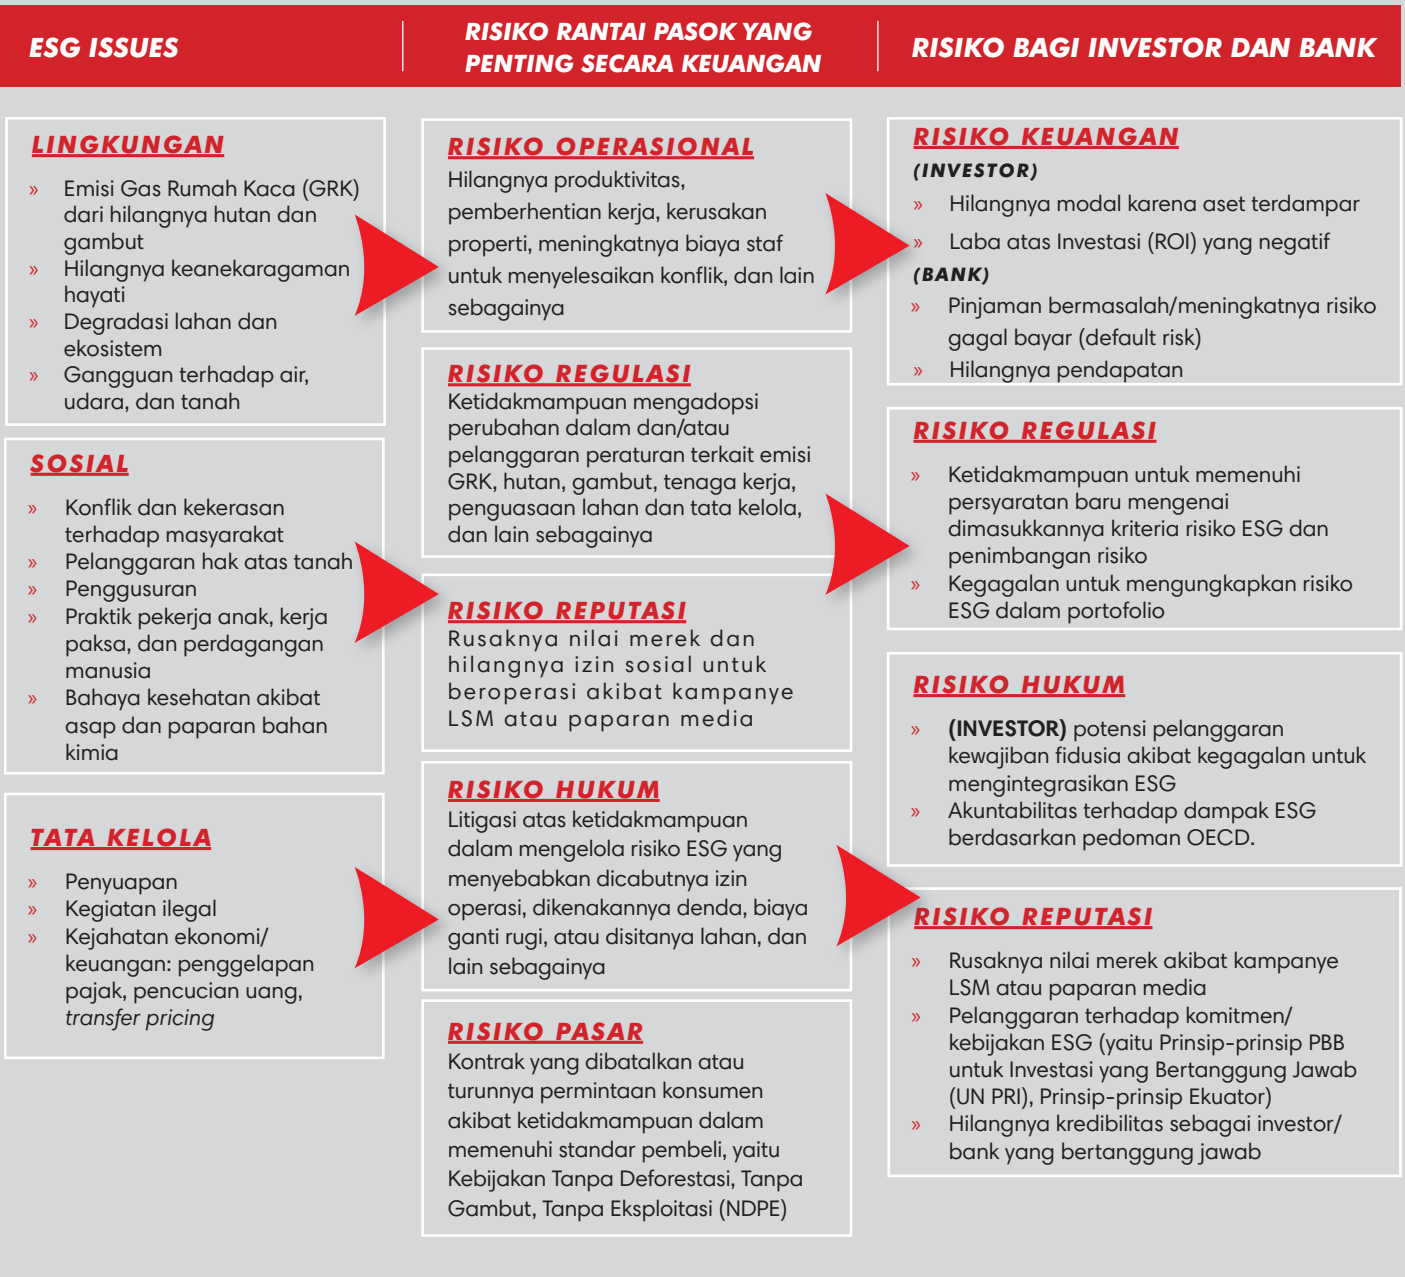 ESG ISSUES
RISIKO RANTAI PASOK YANG
PENTING SECARA KEUANGAN
RISIKO BAGI INVESTOR DAN BANK
LINGKUNGAN
» Emisi Gas Rumah Kaca (GRK)
dari hilangnya hutan dan
gambut
» Hilangnya keanekaragaman
hayati
» Degradasi lahan dan
ekosistem
» Gangguan terhadap air,
udara, dan tanah
SOSIAL
» Konflik dan kekerasan
terhadap masyarakat
» Pelanggaran hak atas tanah
» Penggusuran
» Praktik pekerja anak, kerja
paksa, dan perdagangan
manusia
» Bahaya kesehatan akibat
asap dan paparan bahan
kimia
TATA KELOLA
» Penyuapan
» Kegiatan ilegal
» Kejahatan ekonomi/
keuangan: penggelapan
pajak, pencucian uang,
transfer pricing
RISIKO OPERASIONAL
Hilangnya produktivitas,
pemberhentian kerja, kerusakan
properti, meningkatnya biaya staf
untuk menyelesaikan konflik, dan lain
sebagainya
RISIKO REGULASI
Ketidakmampuan mengadopsi
perubahan dalam dan/atau
pelanggaran peraturan terkait emisi
GRK, hutan, gambut, tenaga kerja,
penguasaan lahan dan tata kelola,
dan lain sebagainya
RISIKO REPUTASI
Rusaknya nilai merek dan
hilangnya izin sosial untuk
beroperasi akibat kampanye
LSM atau paparan media
RISIKO HUKUM
Litigasi atas ketidakmampuan
dalam mengelola risiko ESG yang
menyebabkan dicabutnya izin
operasi, dikenakannya denda, biaya
ganti rugi, atau disitanya lahan, dan
lain sebagainya
RISIKO PASAR
Kontrak yang dibatalkan atau
turunnya permintaan konsumen
akibat ketidakmampuan dalam
memenuhi standar pembeli, yaitu
Kebijakan Tanpa Deforestasi, Tanpa
Gambut, Tanpa Eksploitasi (NDPE)
RISIKO KEUANGAN
(INVESTOR)
» Hilangnya modal karena aset terdampar
» Laba atas Investasi (ROI) yang negatif
(BANK)
» Pinjaman bermasalah/meningkatnya risiko
gagal bayar (default risk)
» Hilangnya pendapatan
RISIKO REGULASI
» Ketidakmampuan untuk memenuhi
persyaratan baru mengenai
dimasukkannya kriteria risiko ESG dan
penimbangan risiko
» Kegagalan untuk mengungkapkan risiko
ESG dalam portofolio
RISIKO HUKUM
» (INVESTOR) potensi pelanggaran
kewajiban fidusia akibat kegagalan untuk
mengintegrasikan ESG
» Akuntabilitas terhadap dampak ESG
berdasarkan pedoman OECD.
RISIKO REPUTASI
» Rusaknya nilai merek akibat kampanye
LSM atau paparan media
» Pelanggaran terhadap komitmen/
kebijakan ESG (yaitu Prinsip-prinsip PBB
untuk Investasi yang Bertanggung Jawab
(UN PRI), Prinsip-prinsip Ekuator)
» Hilangnya kredibilitas sebagai investor/
bank yang bertanggung jawab